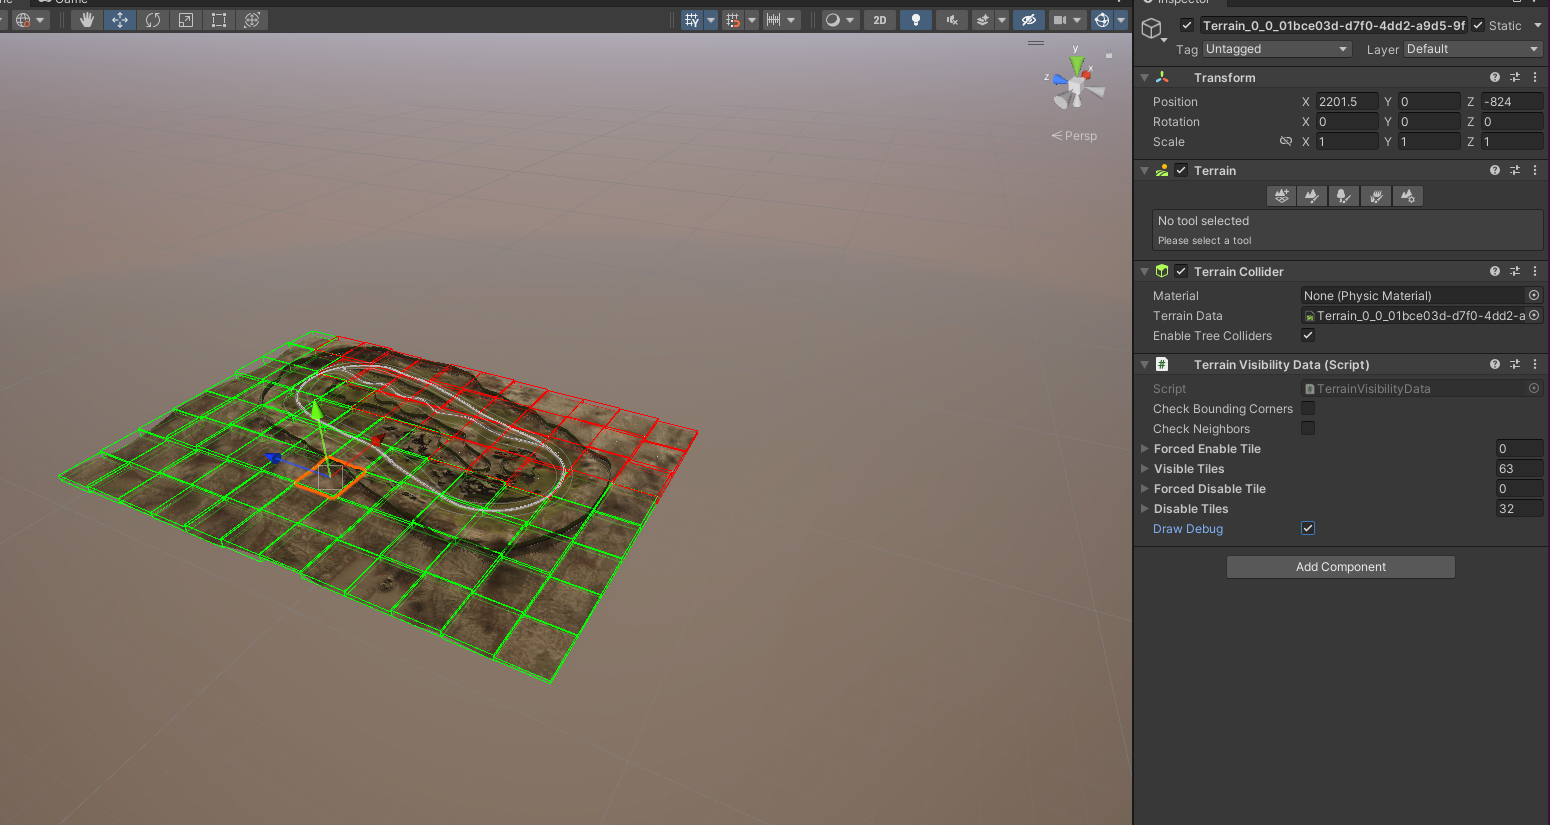 Game
Inspector
2D
Terrain_0_0_01bce03d-d7f0-4dd2-a9d5-9f
Static
Tag Untagged Layer Default
y
x
z
Persp
Transform
Position X 2201.5 Y 0 Z -824
Rotation X 0 Y 0 Z 0
Scale X 1 Y 1 Z 1
Terrain
No tool selected
Please select a tool
Terrain Collider
Material None (Physic Material)
Terrain Data Terrain_0_0_01bce03d-d7f0-4dd2-a
Enable Tree Colliders
# Terrain Visibility Data (Script)
Script TerrainVisibilityData
Check Bounding Corners
Check Neighbors
Forced Enable Tile 0
Visible Tiles 63
Forced Disable Tile 0
Disable Tiles 32
Draw Debug
Add Component